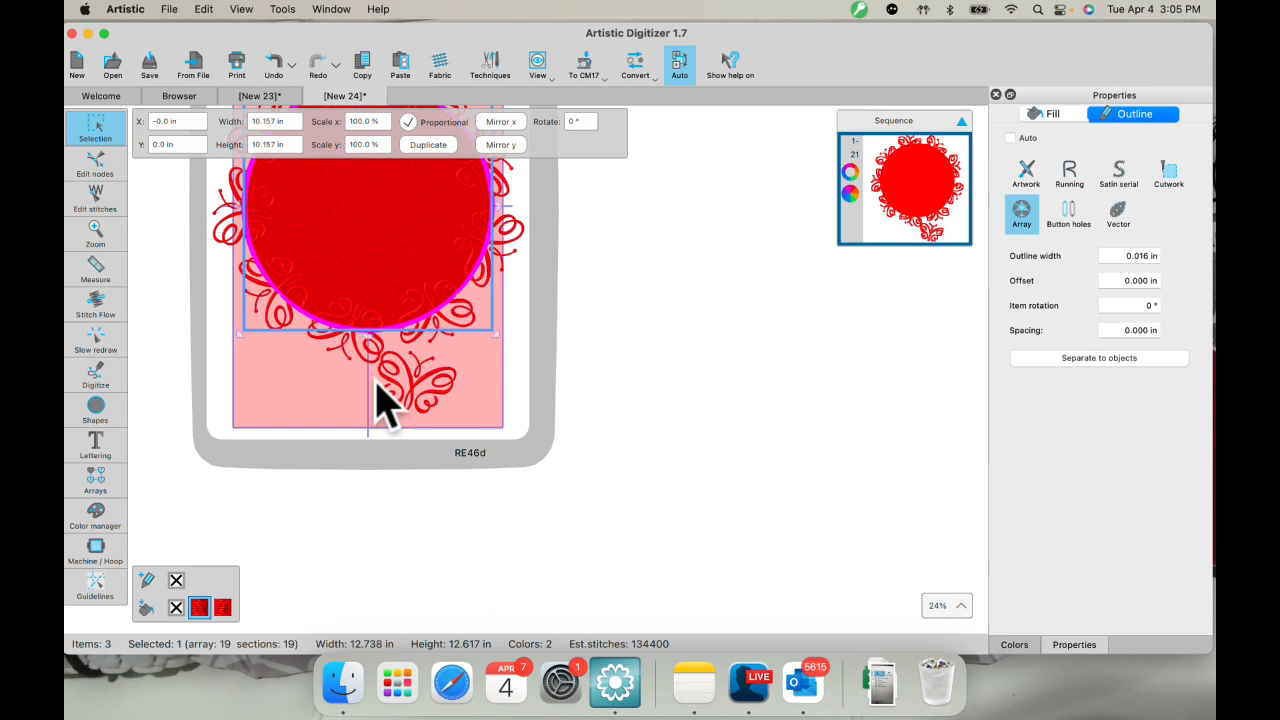 Artistic File Edit View Tools Window Help Tue Apr 4 3:05 PM
Artistic Digitizer 1.7
New Open Save From File Print Undo Redo Copy Paste Fabric Techniques View To CM17 Convert Auto Show help on
Welcome Browser [New 23]* [New 24]*
Properties
X: -0.0 in Width: 10.157 in Scale x: 100.0 % Proportional Mirror x Rotate: 0 °
Y: 0.0 in Height: 10.157 in Scale y: 100.0 % Duplicate Mirror y
Sequence
1-
21
Fill Outline
Auto
Artwork Running Satin serial Cutwork
Array Button holes Vector
Outline width 0.016 in
Offset 0.000 in
Item rotation 0 °
Spacing: 0.000 in
Separate to objects
Selection
Edit nodes
Edit stitches
Zoom
Measure
Stitch Flow
Slow redraw
Digitize
Shapes
Lettering
Arrays
Color manager
Machine / Hoop
Guidelines
RE46d
24%
Items: 3 Selected: 1 (array: 19 sections: 19) Width: 12.738 in Height: 12.617 in Colors: 2 Est.stitches: 134400
Colors Properties
APR 7
4
1
LIVE
5615